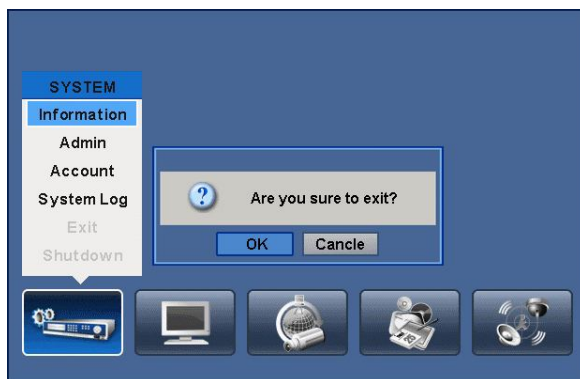 SYSTEM
Information
Admin
Account
System Log
Exit
Shutdown
Are you sure to exit?
OK
Cancle